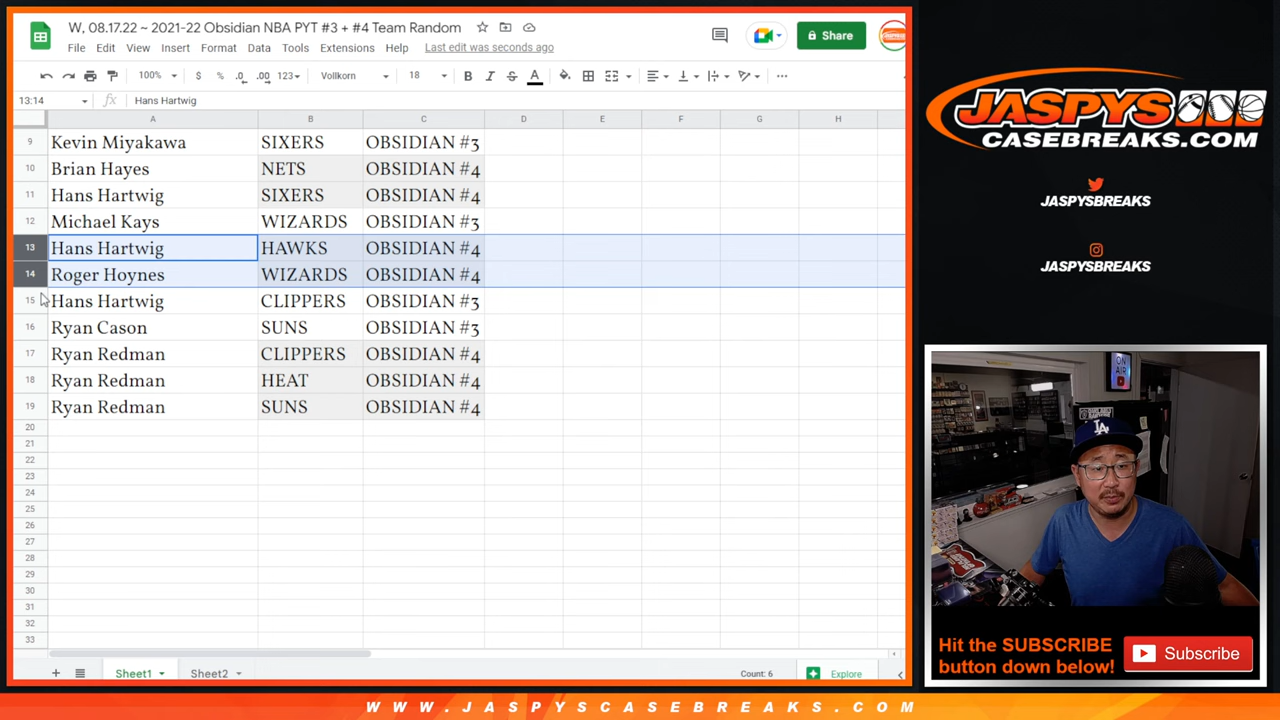 W, 08.17.22 ~ 2021-22 Obsidian NBA PYT #3 + #4 Team Random
Share
File Edit View Insert Format Data Tools Extensions Help Last edit was seconds ago
100% $ % .0 .00 123 Vollkorn 18 B I S A
13:14 fx Hans Hartwig
A B C D E F G H
9 Kevin Miyakawa SIXERS OBSIDIAN #3
10 Brian Hayes NETS OBSIDIAN #4
11 Hans Hartwig SIXERS OBSIDIAN #4
12 Michael Kays WIZARDS OBSIDIAN #3
13 Hans Hartwig HAWKS OBSIDIAN #4
14 Roger Hoynes WIZARDS OBSIDIAN #4
15 Hans Hartwig CLIPPERS OBSIDIAN #3
16 Ryan Cason SUNS OBSIDIAN #3
17 Ryan Redman CLIPPERS OBSIDIAN #4
18 Ryan Redman HEAT OBSIDIAN #4
19 Ryan Redman SUNS OBSIDIAN #4
20
21
22
23
24
25
26
27
28
29
30
31
32
33
Sheet1 Sheet2 Count: 6 Explore
JASPYS
CASEBREAKS.COM
JASPYSBREAKS
JASPYSBREAKS
ON
AIR
LA
Hit the SUBSCRIBE
button down below!
Subscribe
WWW.JASPYSCASEBREAKS.COM